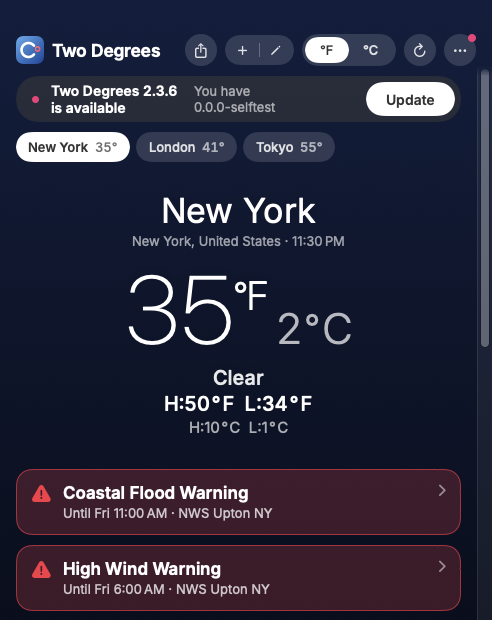 Two Degrees
°F
°C
Two Degrees 2.3.6
is available
You have
0.0.0-selftest
Update
New York 35°
London 41°
Tokyo 55°
New York
New York, United States · 11:30 PM
35°F 2°C
Clear
H:50°F L:34°F
H:10°C L:1°C
Coastal Flood Warning
Until Fri 11:00 AM · NWS Upton NY
High Wind Warning
Until Fri 6:00 AM · NWS Upton NY